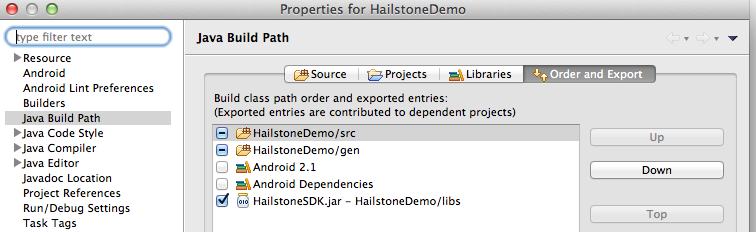 Properties for HailstoneDemo
type filter text
Resource
Android
Android Lint Preferences
Builders
Java Build Path
Java Code Style
Java Compiler
Java Editor
Javadoc Location
Project References
Run/Debug Settings
Task Tags
Java Build Path
Source Projects Libraries Order and Export
Build class path order and exported entries:
(Exported entries are contributed to dependent projects)
HailstoneDemo/src
HailstoneDemo/gen
Android 2.1
Android Dependencies
HailstoneSDK.jar - HailstoneDemo/libs
Up
Down
Top